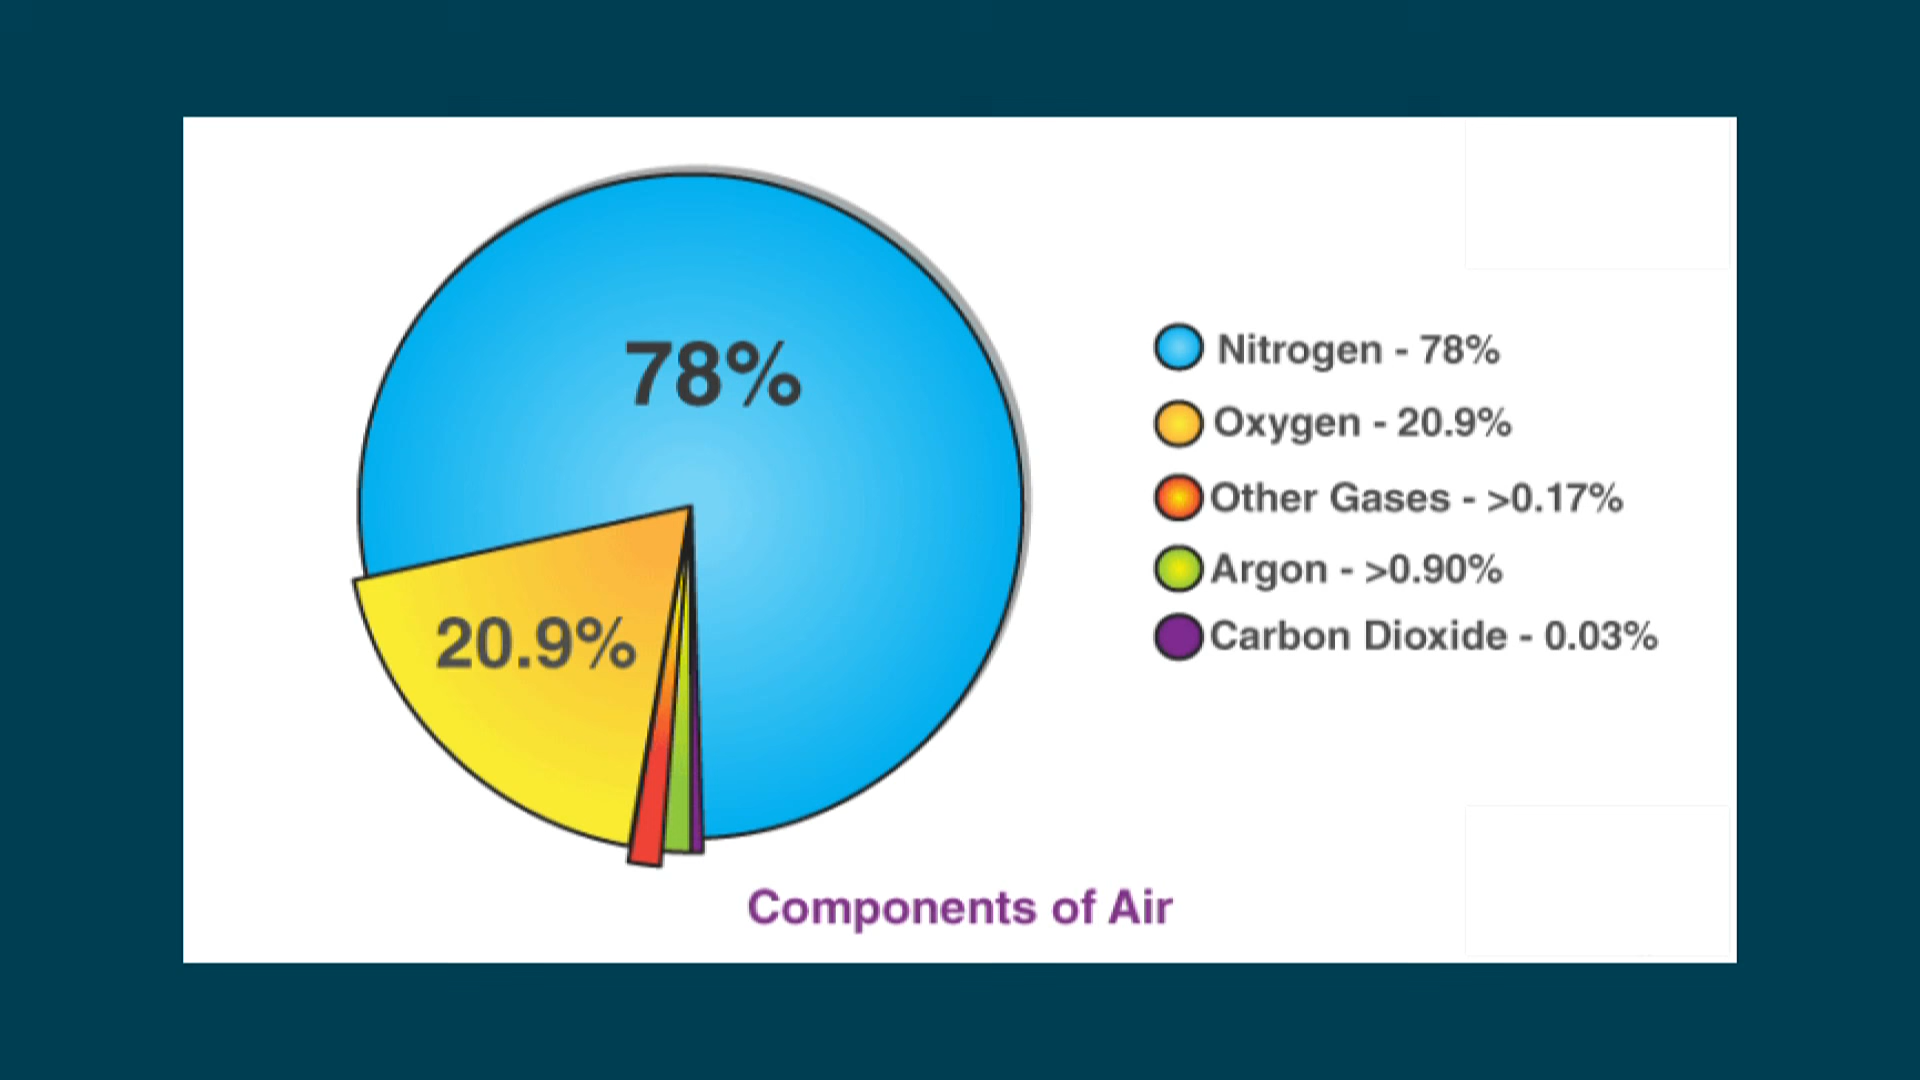 78%
20.9%
Nitrogen - 78%
Oxygen - 20.9%
Other Gases - >0.17%
Argon - >0.90%
Carbon Dioxide - 0.03%
Components of Air